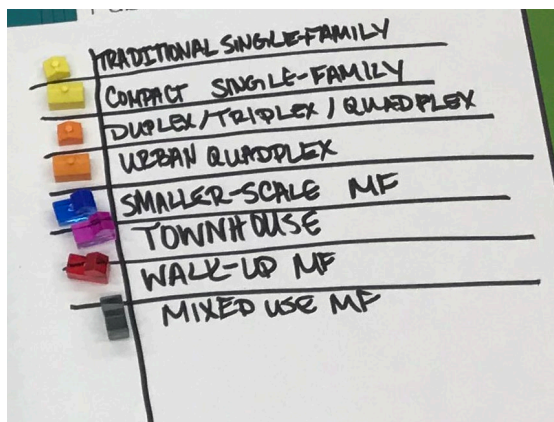 TRADITIONAL SINGLE-FAMILY
COMPACT SINGLE-FAMILY
DUPLEX/TRIPLEX/QUADPLEX
URBAN QUADPLEX
SMALLER-SCALE MF
TOWNHOUSE
WALK-UP MF
MIXED USE MF